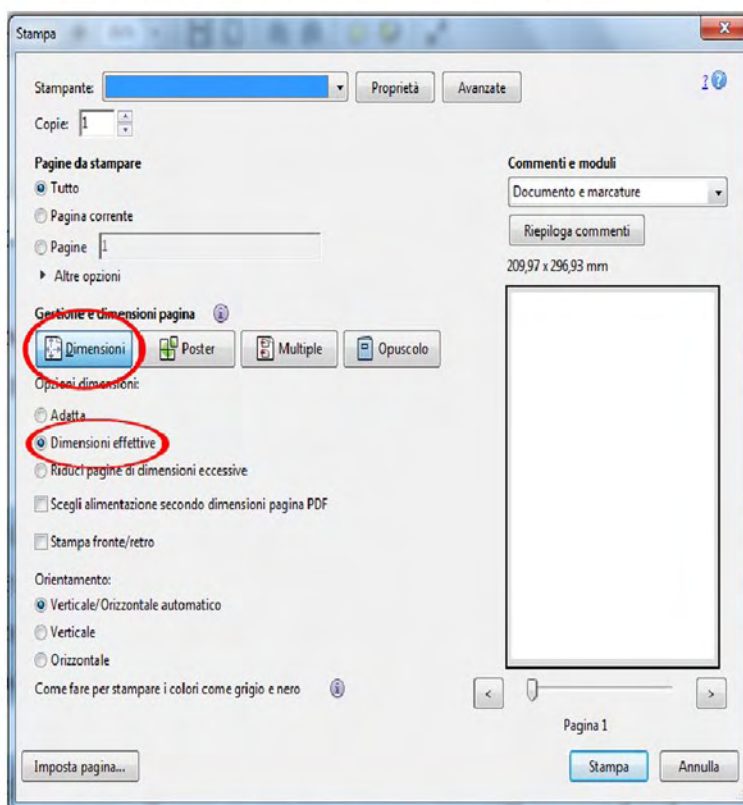 Stampa
Stampante: Proprietà Avanzate ?
Copie: 1
Pagine da stampare
Tutto
Pagina corrente
Pagine 1
Altre opzioni
Commenti e moduli
Documento e marcature
Riepiloga commenti
209,97 x 296,93 mm
Gestione e dimensioni pagina
Dimensioni Poster Multiple Opuscolo
Opzioni dimensioni:
Adatta
Dimensioni effettive
Riduci pagine di dimensioni eccessive
Scegli alimentazione secondo dimensioni pagina PDF
Stampa fronte/retro
Orientamento:
Verticale/Orizzontale automatico
Verticale
Orizzontale
Come fare per stampare i colori come grigio e nero
< >
Pagina 1
Imposta pagina... Stampa Annulla